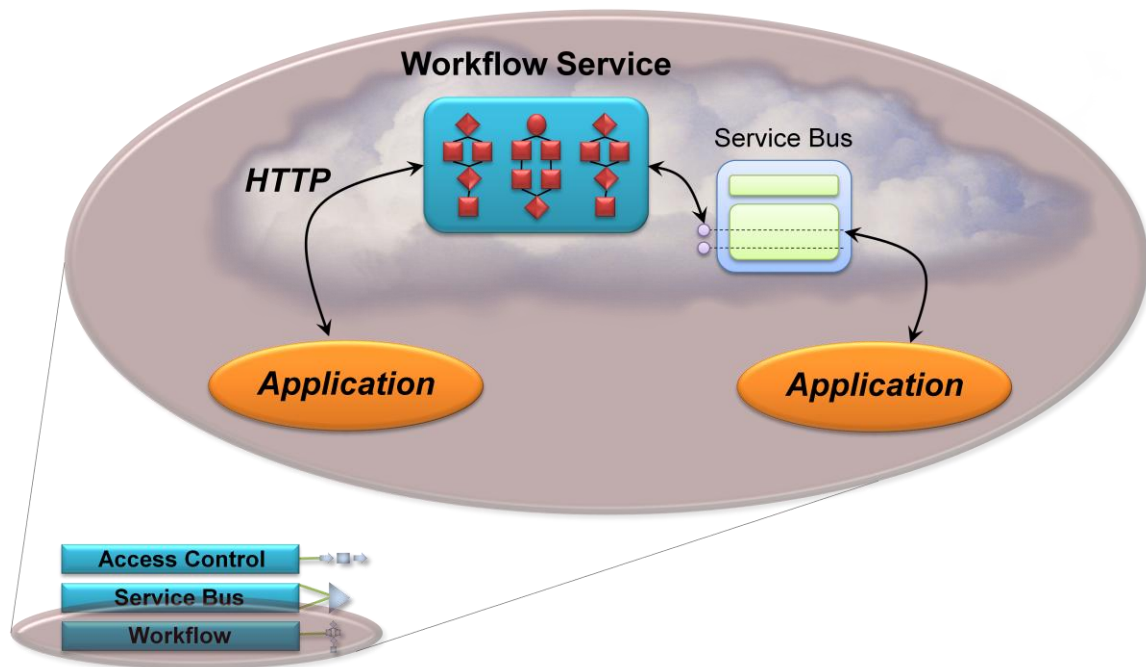 Workflow Service
Service Bus
HTTP
Application
Application
Access Control
Service Bus
Workflow